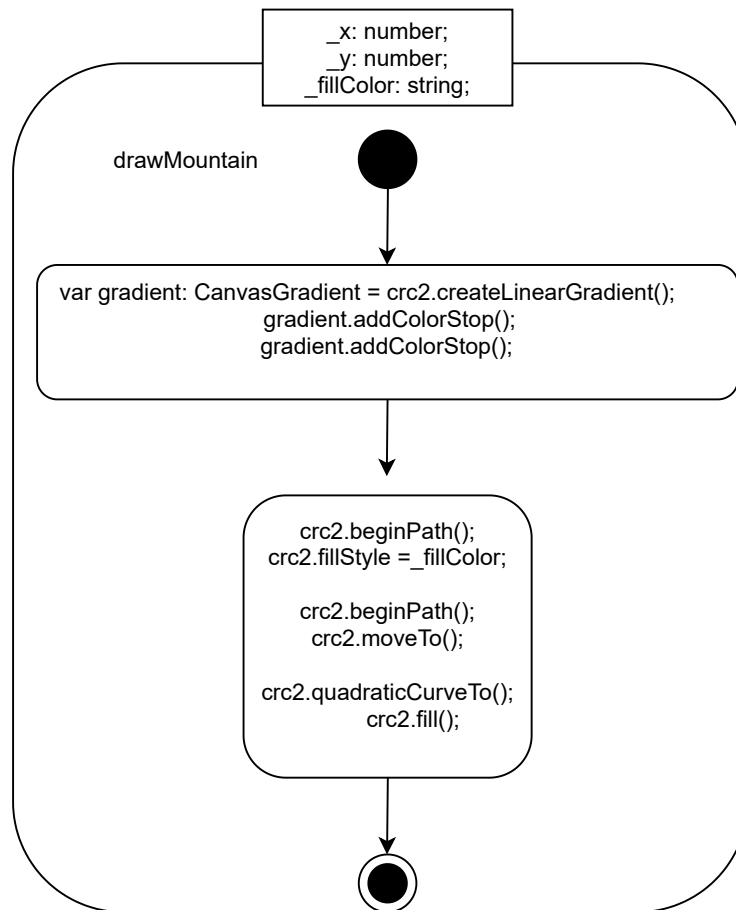 _x: number;
_y: number;
_fillColor: string;
drawMountain
var gradient: CanvasGradient = crc2.createLinearGradient();
gradient.addColorStop();
gradient.addColorStop();
crc2.beginPath();
crc2.fillStyle =_fillColor;
crc2.beginPath();
crc2.moveTo();
crc2.quadraticCurveTo();
crc2.fill();